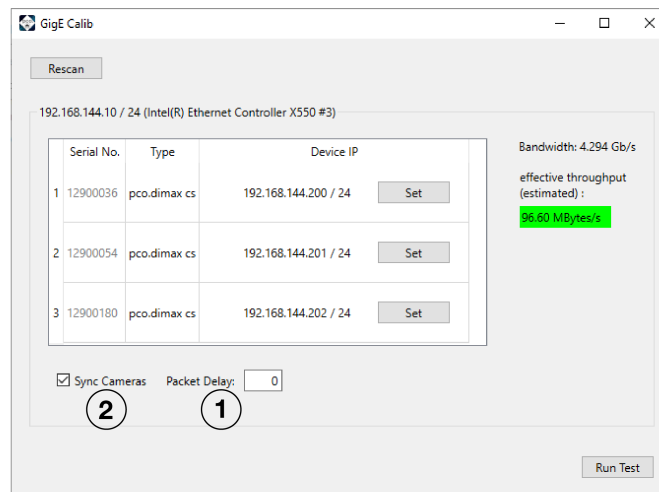 GigE Calib
Rescan
192.168.144.10 / 24 (Intel(R) Ethernet Controller X550 #3)
Serial No. Type Device IP
1 12900036 pco.dimax cs 192.168.144.200 / 24 Set
2 12900054 pco.dimax cs 192.168.144.201 / 24 Set
3 12900180 pco.dimax cs 192.168.144.202 / 24 Set
Bandwidth: 4.294 Gb/s
effective throughput
(estimated) :
96.60 MBytes/s
Sync Cameras Packet Delay: 0
2 1
Run Test